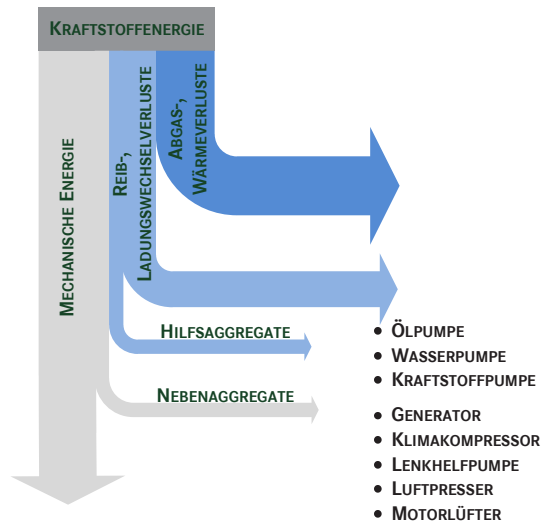 KRAFTSTOFFENERGIE
MECHANISCHE ENERGIE
REIB-,
LADUNGSWECHSELVERLUSTE
ABGAS-,
WÄRMEVERLUSTE
HILFSAGGREGATE
• ÖLPUMPE
• WASSERPUMPE
• KRAFTSTOFFPUMPE
NEBENAGGREGATE
• GENERATOR
• KLIMAKOMPRESSOR
• LENKHELFPUMPE
• LUFTPRESSER
• MOTORLÜFTER